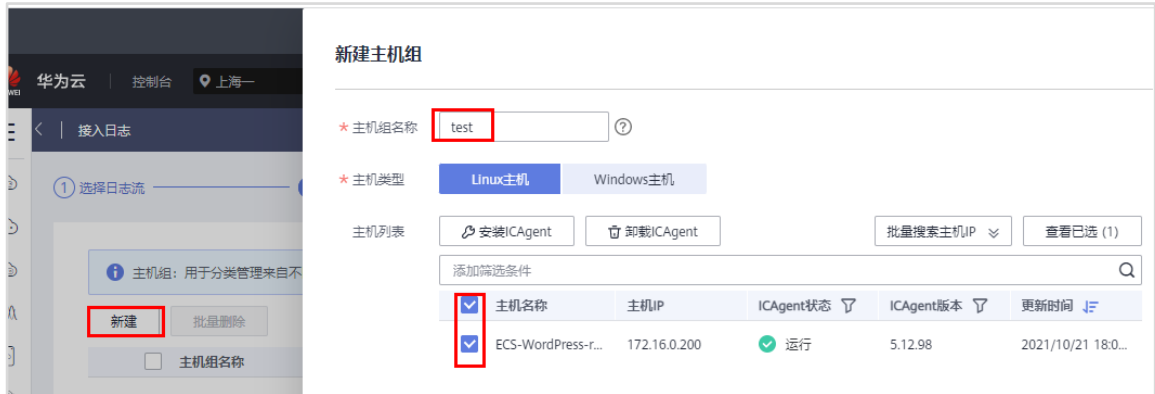 新建主机组
华为云 控制台 上海一
接入日志
1 选择日志流
主机组：用于分类管理来自不
新建 批量删除
主机组名称
* 主机组名称 test ?
* 主机类型 Linux主机 Windows主机
主机列表 安装ICAgent 卸载ICAgent 批量搜索主机IP 查看已选 (1)
添加筛选条件
主机名称 主机IP ICAgent状态 ICAgent版本 更新时间
ECS-WordPress-r... 172.16.0.200 运行 5.12.98 2021/10/21 18:0...